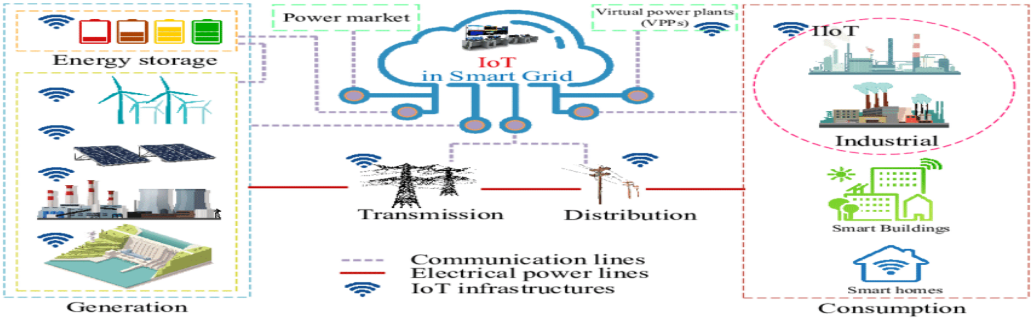 Power market
Virtual power plants
(VPPs)
IIoT
Energy storage
IoT
in Smart Grid
Industrial
Transmission
Distribution
Smart Buildings
Communication lines
Electrical power lines
IoT infrastructures
Smart homes
Generation
Consumption